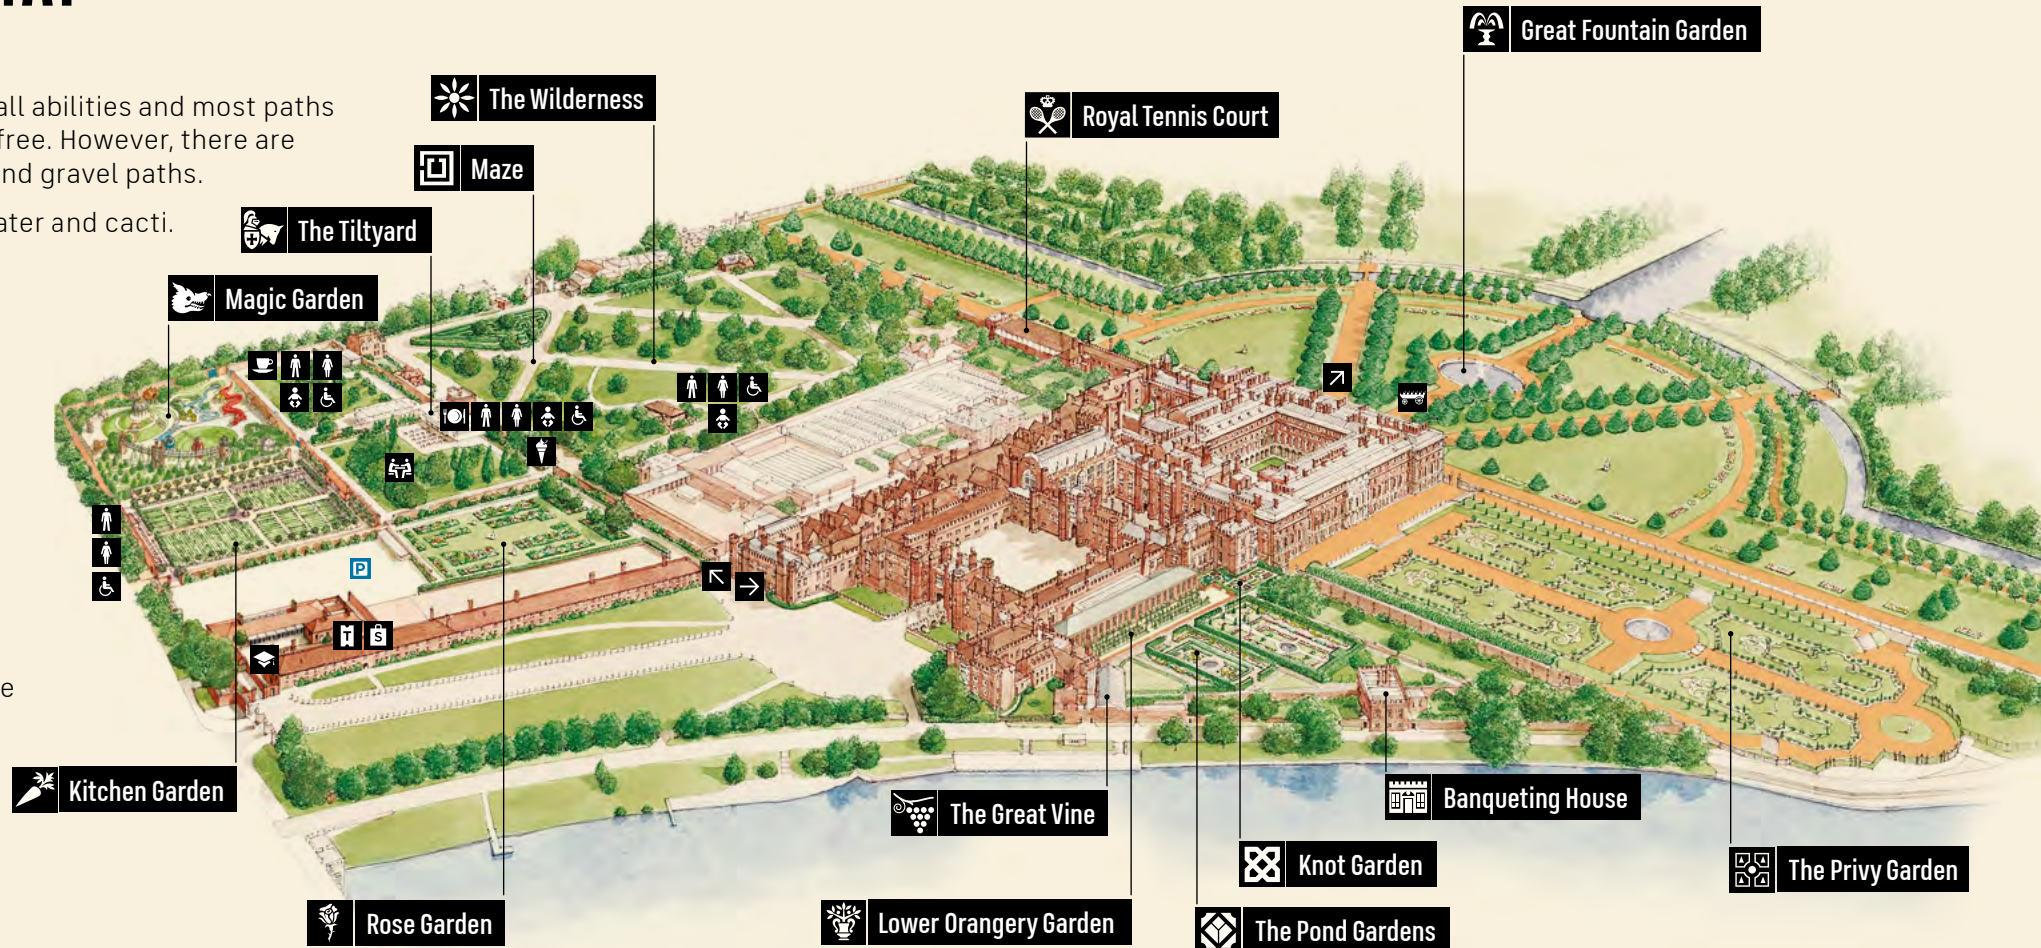 all abilities and most paths
free. However, there are
nd gravel paths.
ater and cacti.
Great Fountain Garden
The Wilderness
Royal Tennis Court
Maze
The Tiltyard
Magic Garden
P
T
S
e
Kitchen Garden
The Great Vine
Banqueting House
Knot Garden
The Privy Garden
Rose Garden
Lower Orangery Garden
The Pond Gardens